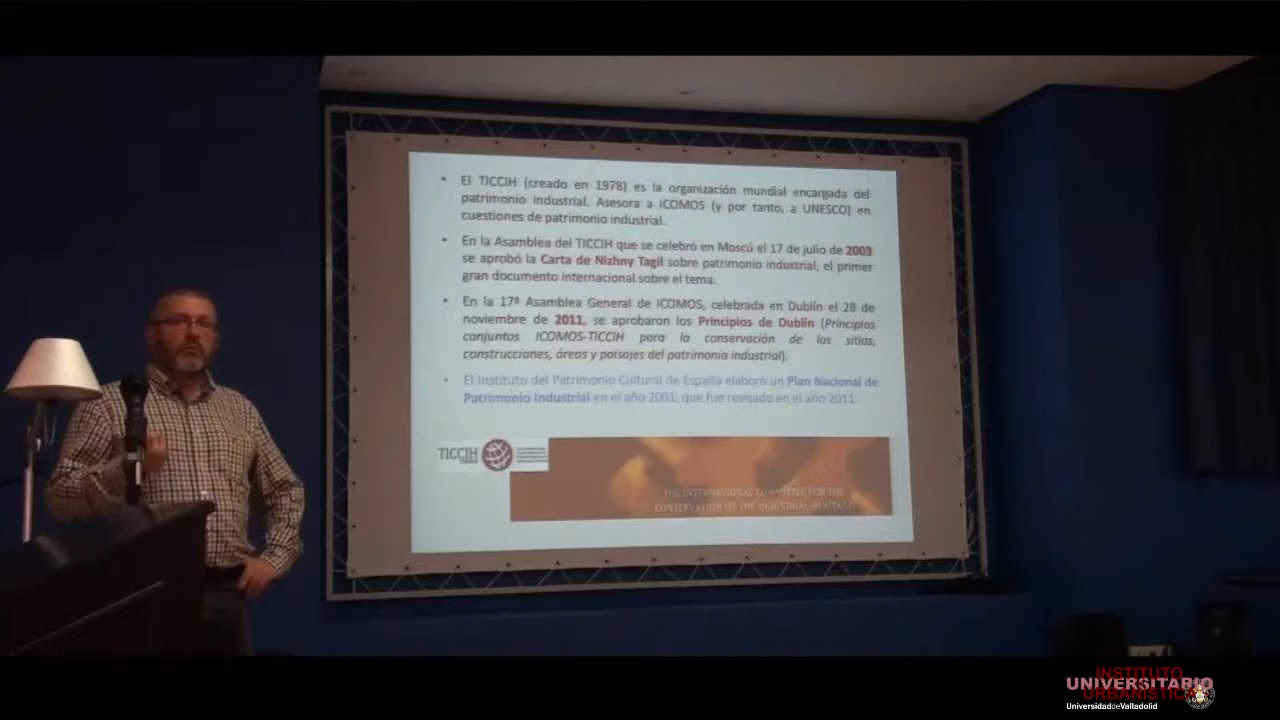 • El TICCIH (creado en 1978) es la organización mundial encargada del
patrimonio industrial. Asesora a ICOMOS (y por tanto, a UNESCO) en
cuestiones de patrimonio industrial.
• En la Asamblea del TICCIH que se celebró en Moscú el 17 de julio de 2003
se aprobó la Carta de Nizhny Tagil sobre patrimonio industrial, el primer
gran documento internacional sobre el tema.
• En la 17ª Asamblea General de ICOMOS, celebrada en Dublín el 28 de
noviembre de 2011, se aprobaron los Principios de Dublín (Principios
conjuntos ICOMOS-TICCIH para la conservación de los sitios,
construcciones, áreas y paisajes del patrimonio industrial).
• El Instituto del Patrimonio Cultural de España elaboro un Plan Nacional de
Patrimonio Industrial en el año 2001, que fue revisado en el año 2011.
TICCIH
THE INTERNATIONAL COMMITTEE FOR THE
CONSERVATION OF THE INDUSTRIAL HERITAGE
INSTITUTO
UNIVERSITARIO
URBANÍSTICA
UniversidaddeValladolid